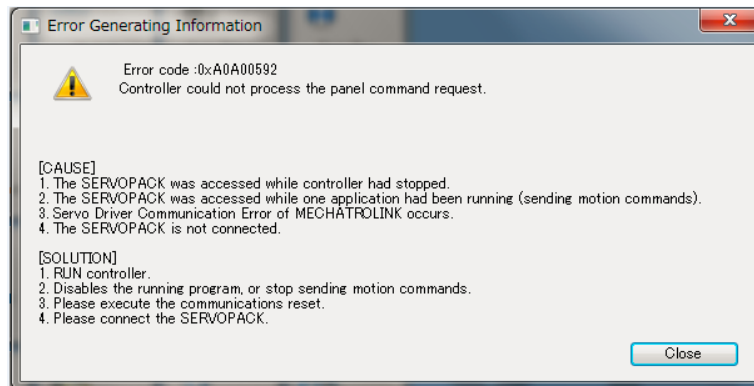 Error Generating Information
Error code :0xA0A00592
Controller could not process the panel command request.
[CAUSE]
1. The SERVOPACK was accessed while controller had stopped.
2. The SERVOPACK was accessed while one application had been running (sending motion commands).
3. Servo Driver Communication Error of MECHATROLINK occurs.
4. The SERVOPACK is not connected.
[SOLUTION]
1. RUN controller.
2. Disables the running program, or stop sending motion commands.
3. Please execute the communications reset.
4. Please connect the SERVOPACK.
Close